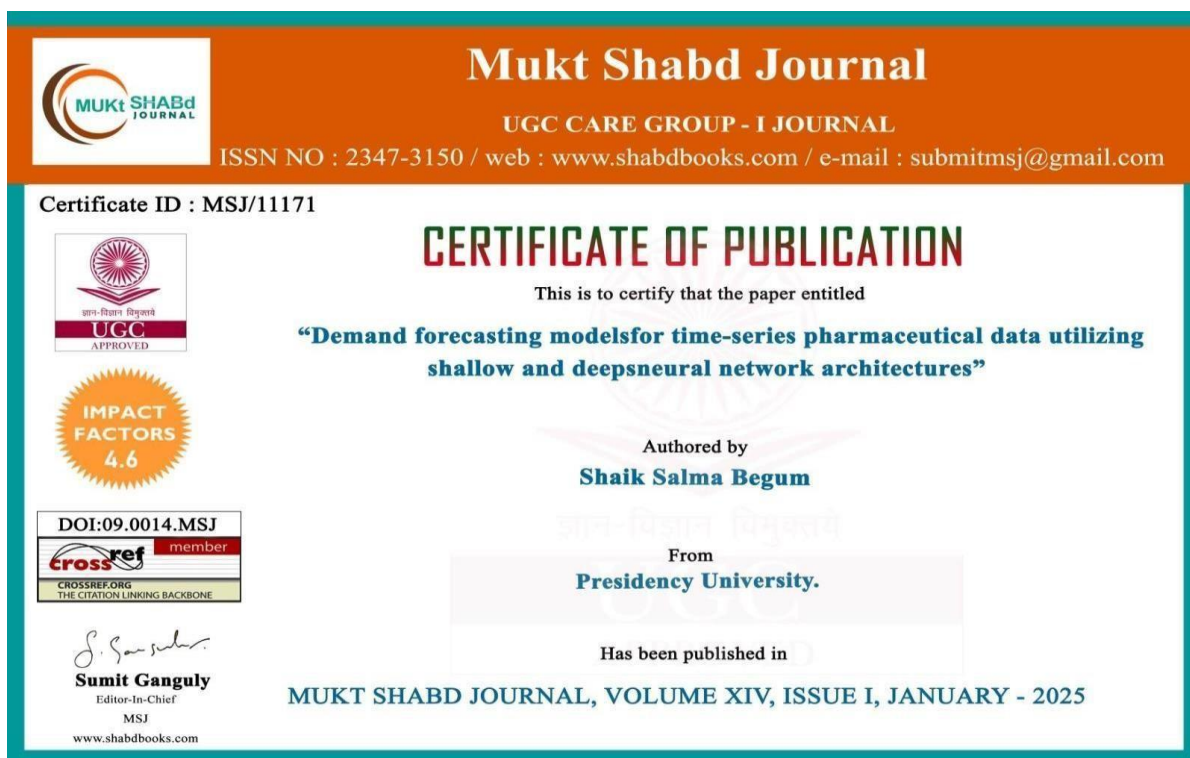 MUKt SHABd
JOURNAL
Mukt Shabd Journal
UGC CARE GROUP - I JOURNAL
ISSN NO : 2347-3150 / web : www.shabdbooks.com / e-mail : submitmsj@gmail.com
Certificate ID : MSJ/11171
ज्ञान-विज्ञान विमुक्तये
UGC
APPROVED
IMPACT
FACTORS
4.6
DOI:09.0014.MSJ
crossref member
CROSSREF.ORG
THE CITATION LINKING BACKBONE
Sumit Ganguly
Editor-In-Chief
MSJ
www.shabdbooks.com
CERTIFICATE OF PUBLICATION
This is to certify that the paper entitled
“Demand forecasting modelsfor time-series pharmaceutical data utilizing
shallow and deepsneural network architectures”
Authored by
Shaik Salma Begum
ज्ञान-विज्ञान विमुक्तये
From
Presidency University.
UGC
Has been published in
MUKT SHABD JOURNAL, VOLUME XIV, ISSUE I, JANUARY - 2025